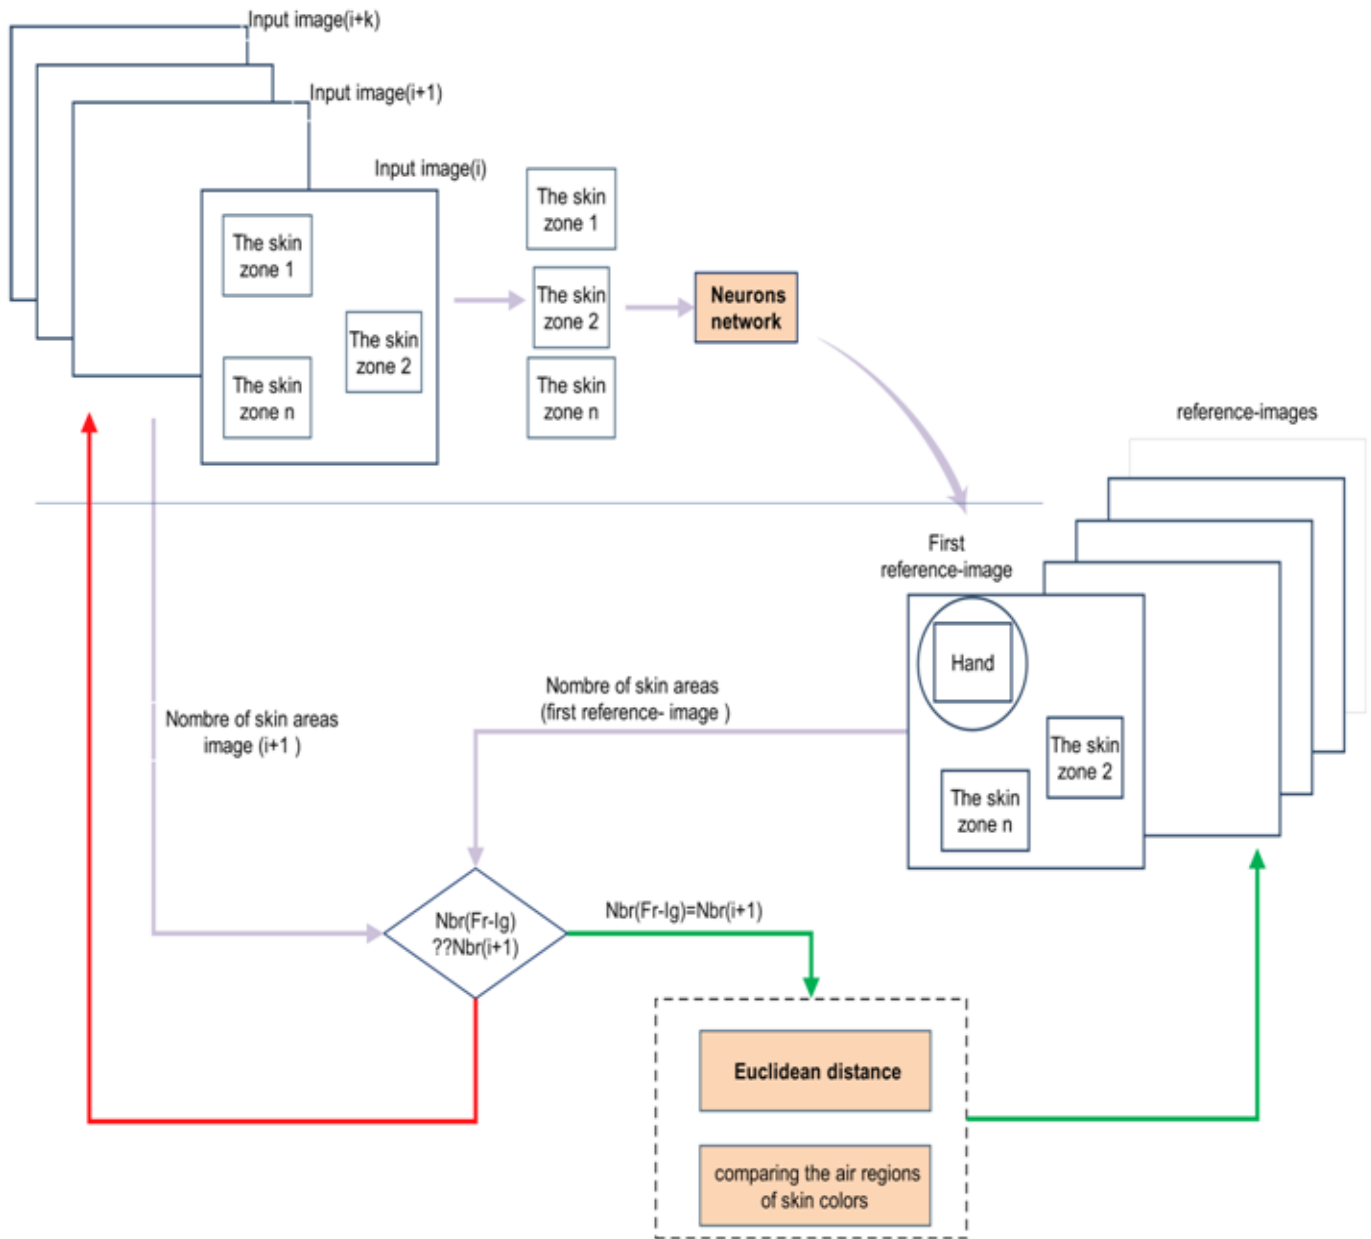 Input image(i+k)
Input image(i+1)
Input image(i)
The skin
zone 1
The skin
zone 2
The skin
zone n
The skin
zone 1
The skin
zone 2
The skin
zone n
Neurons
network
reference-images
First
reference-image
Hand
The skin
zone 2
The skin
zone n
Nombre of skin areas
(first reference- image )
Nombre of skin areas
image (i+1 )
Nbr(Fr-Ig)
??Nbr(i+1)
Nbr(Fr-Ig)=Nbr(i+1)
Euclidean distance
comparing the air regions
of skin colors